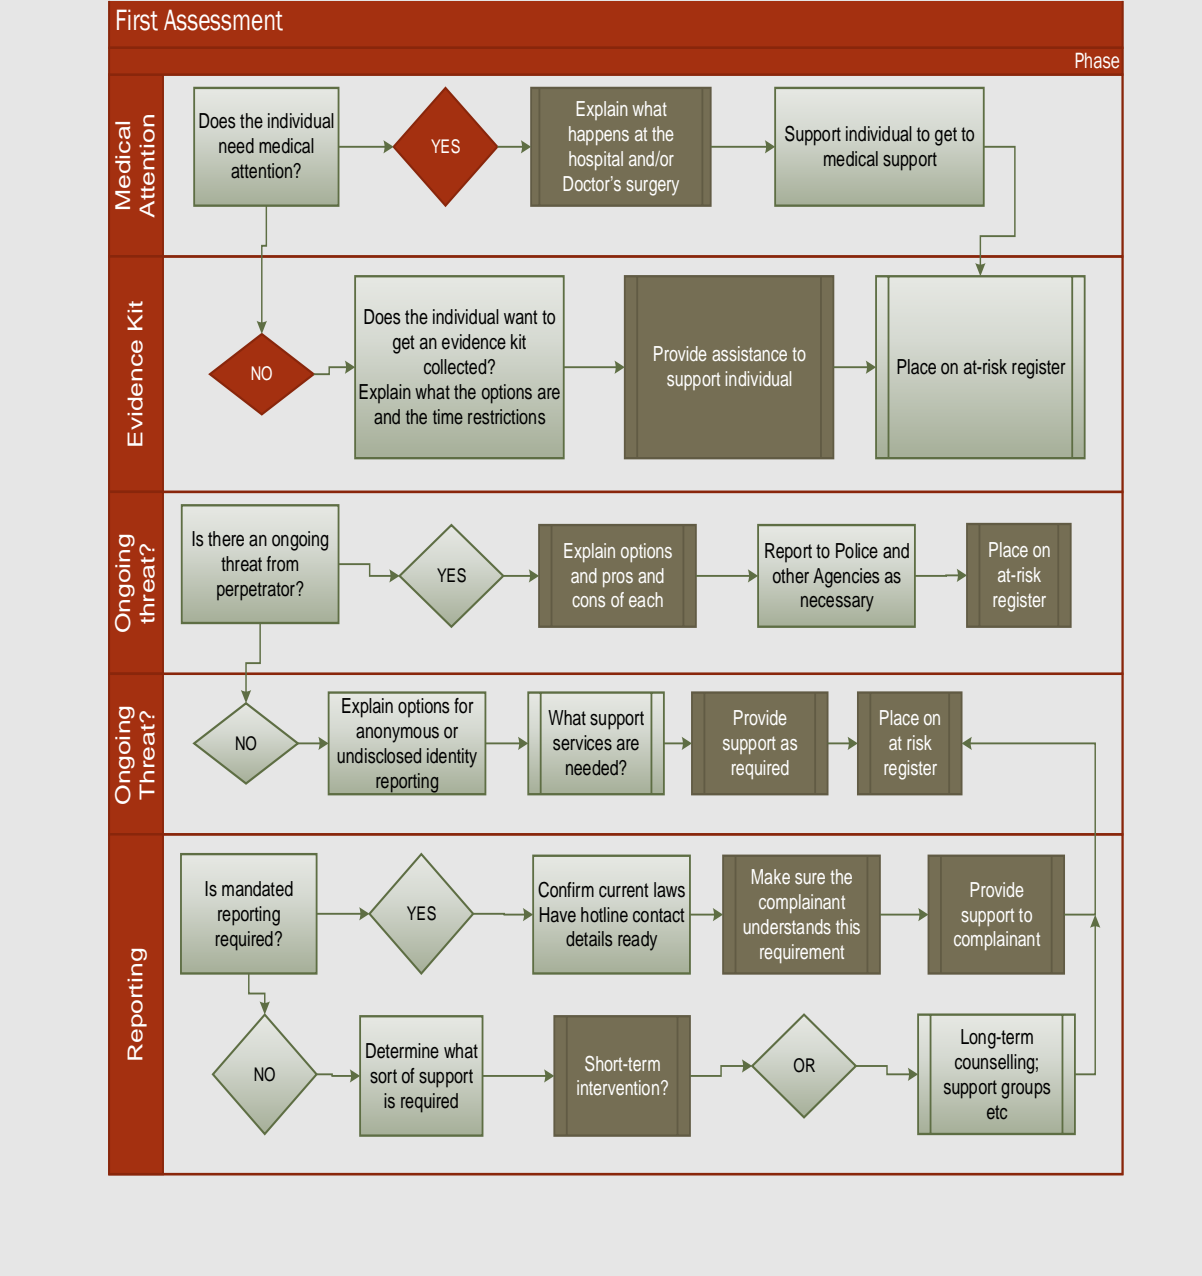 First Assessment
Phase
Medical
Attention
Does the individual
need medical
attention?
YES
Explain what
happens at the
hospital and/or
Doctor's surgery
Support individual to get to
medical support
Evidence Kit
NO
Does the individual want to
get an evidence kit
collected?
Explain what the options are
and the time restrictions
Provide assistance to
support individual
Place on at-risk register
Ongoing
threat?
Is there an ongoing
threat from
perpetrator?
YES
Explain options
and pros and
cons of each
Report to Police and
other Agencies as
necessary
Place on
at-risk
register
Ongoing
Threat?
NO
Explain options for
anonymous or
undisclosed identity
reporting
What support
services are
needed?
Provide
support as
required
Place on
at risk
register
Reporting
Is mandated
reporting
required?
YES
Confirm current laws
Have hotline contact
details ready
Make sure the
complainant
understands this
requirement
Provide
support to
complainant
NO
Determine what
sort of support
is required
Short-term
intervention?
OR
Long-term
counselling;
support groups
etc